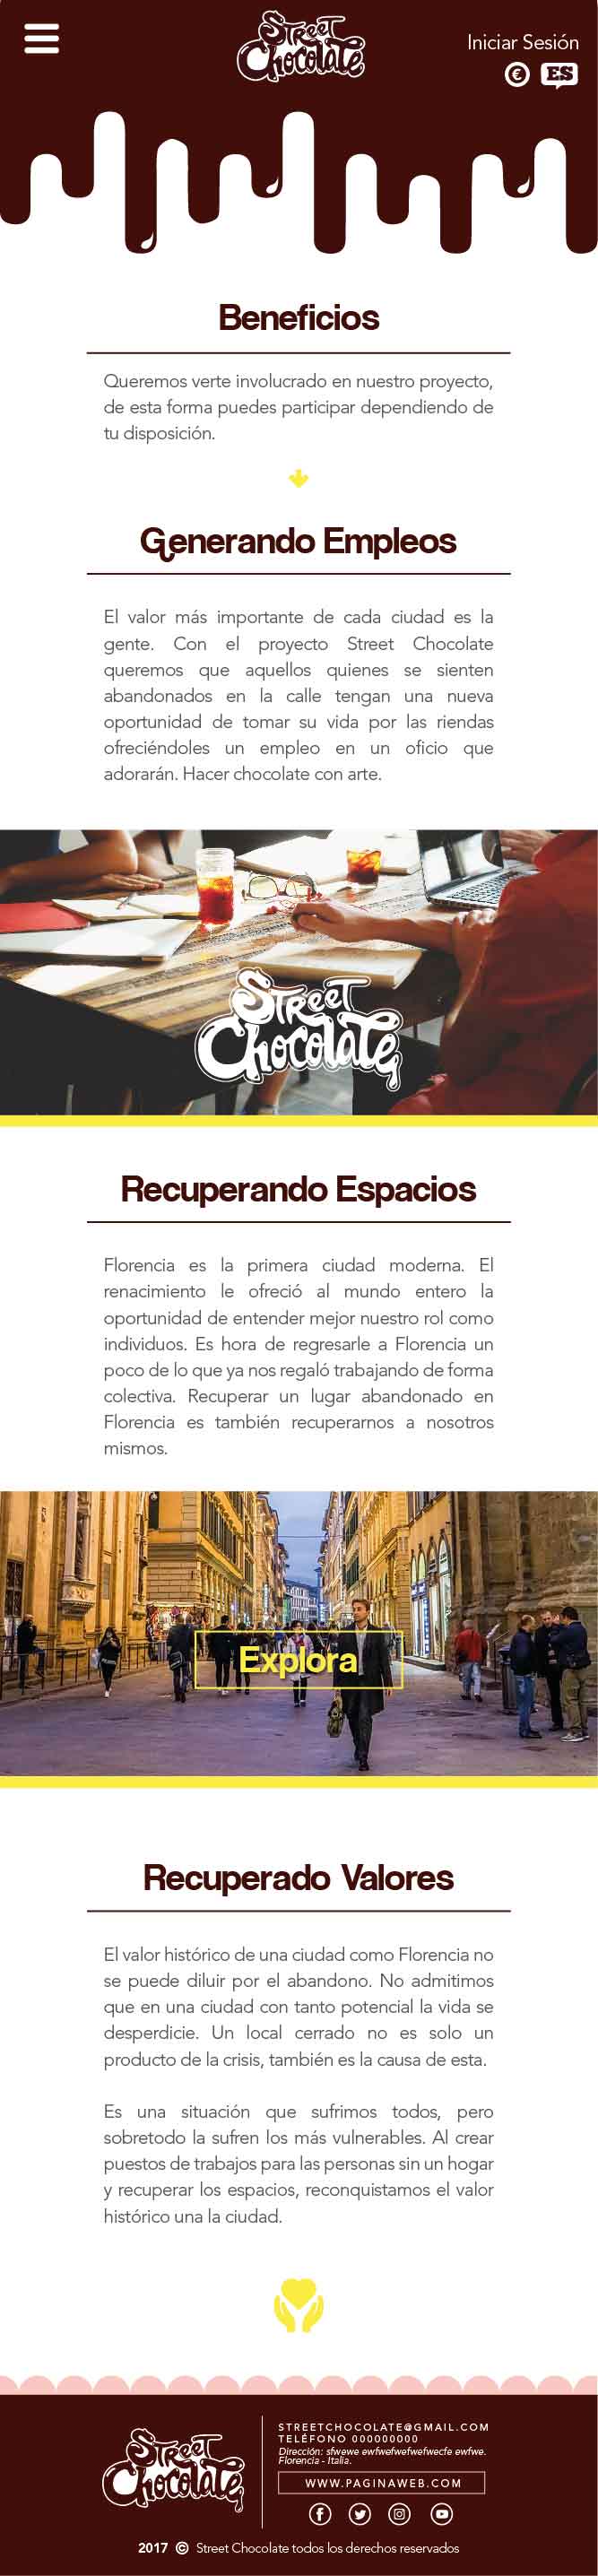 Street
Chocolate
Iniciar Sesión
€ ES
Beneficios
Queremos verte involucrado en nuestro proyecto,
de esta forma puedes participar dependiendo de
tu disposición.
Generando Empleos
El valor más importante de cada ciudad es la
gente. Con el proyecto Street Chocolate
queremos que aquellos quienes se sienten
abandonados en la calle tengan una nueva
oportunidad de tomar su vida por las riendas
ofreciéndoles un empleo en un oficio que
adorarán. Hacer chocolate con arte.
Street
Chocolate
Recuperando Espacios
Florencia es la primera ciudad moderna. El
renacimiento le ofreció al mundo entero la
oportunidad de entender mejor nuestro rol como
individuos. Es hora de regresarle a Florencia un
poco de lo que ya nos regaló trabajando de forma
colectiva. Recuperar un lugar abandonado en
Florencia es también recuperarnos a nosotros
mismos.
Explora
Recuperado Valores
El valor histórico de una ciudad como Florencia no
se puede diluir por el abandono. No admitimos
que en una ciudad con tanto potencial la vida se
desperdicie. Un local cerrado no es solo un
producto de la crisis, también es la causa de esta.
Es una situación que sufrimos todos, pero
sobretodo la sufren los más vulnerables. Al crear
puestos de trabajos para las personas sin un hogar
y recuperar los espacios, reconquistamos el valor
histórico una la ciudad.
Street
Chocolate
STREETCHOCOLATE@GMAIL.COM
TELÉFONO 000000000
Dirección: sfwewe ewfwefwefwefwecfe ewfwe.
Florencia - Italia.
WWW.PAGINAWEB.COM
2017 © Street Chocolate todos los derechos reservados